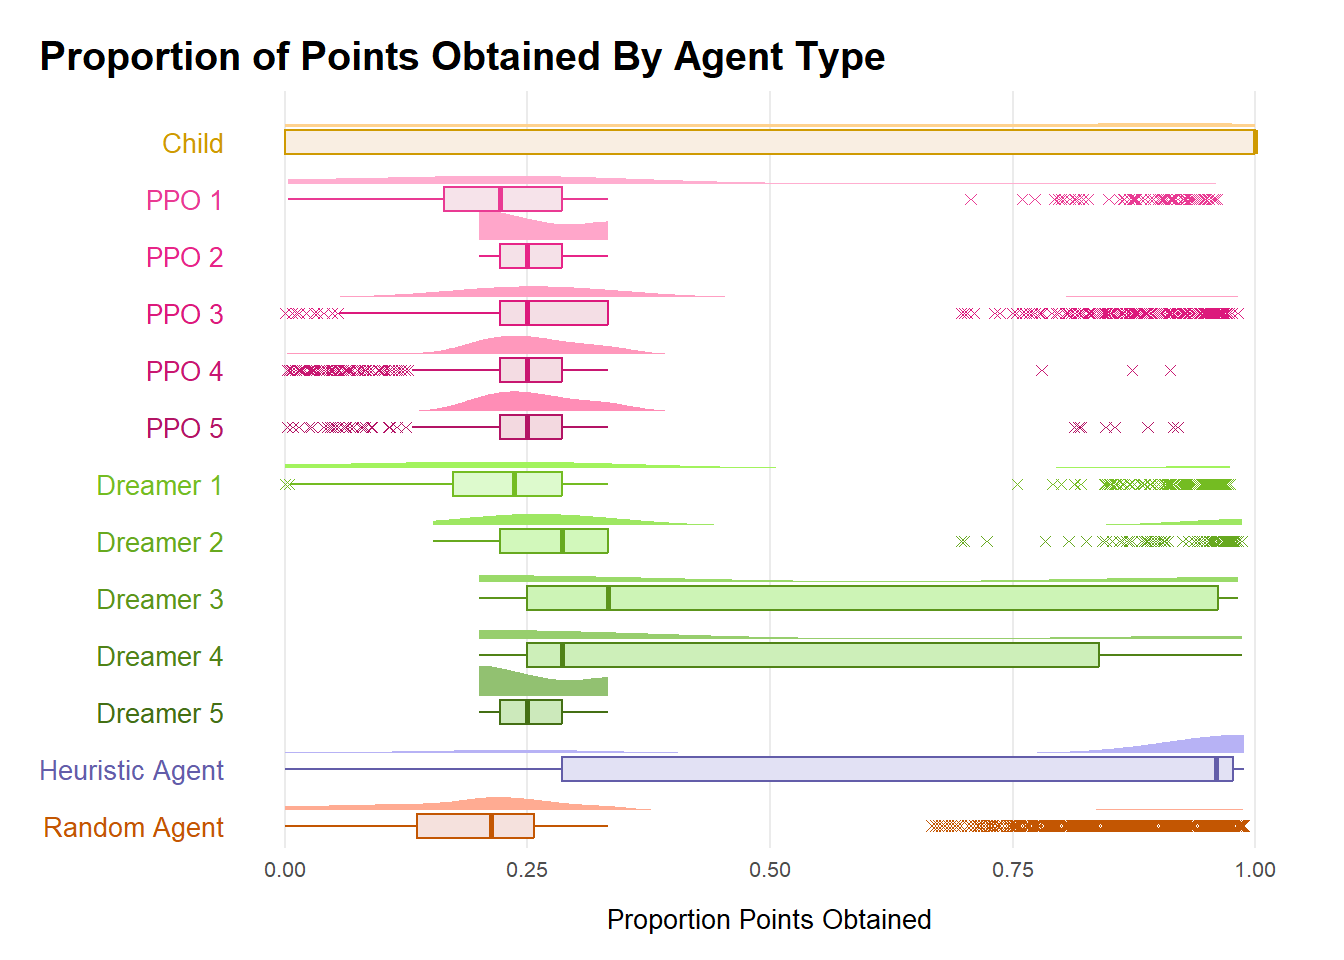 Proportion of Points Obtained By Agent Type
Child
PPO 1
PPO 2
PPO 3
PPO 4
PPO 5
Dreamer 1
Dreamer 2
Dreamer 3
Dreamer 4
Dreamer 5
Heuristic Agent
Random Agent
0.00 0.25 0.50 0.75 1.00
Proportion Points Obtained